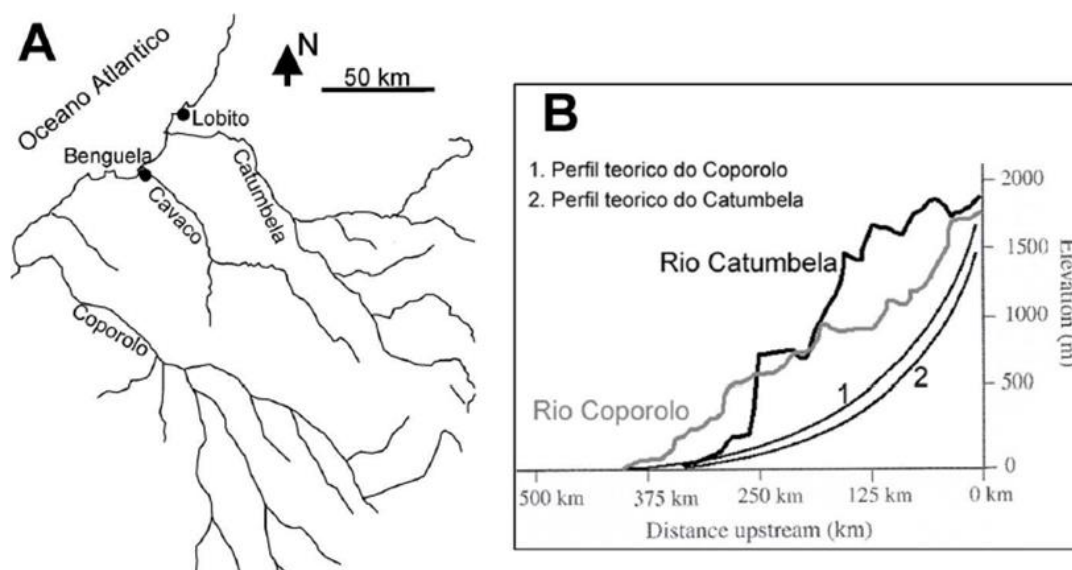 A
Oceano Atlantico
N
50 km
Lobito
Benguela
Catumbela
Cavaco
Coporolo
B
1. Perfil teorico do Coporolo
2. Perfil teorico do Catumbela
Rio Catumbela
Rio Coporolo
1
2
2000
1500
1000
500
0
Elevation (m)
500 km
375 km
250 km
125 km
0 km
Distance upstream (km)